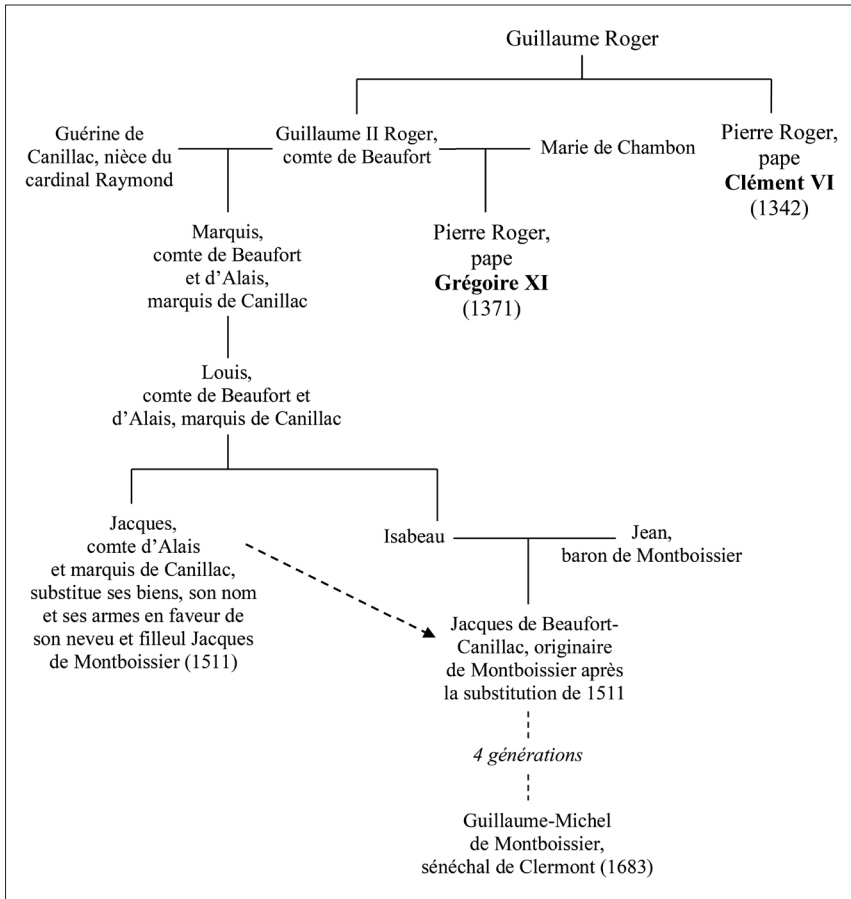 Guillaume Roger
Guérine de
Canillac, nièce du
cardinal Raymond
Guillaume II Roger,
comte de Beaufort
Marie de Chambon
Pierre Roger,
pape
Clément VI
(1342)
Marquis,
comte de Beaufort
et d’Alais,
marquis de Canillac
Pierre Roger,
pape
Grégoire XI
(1371)
Louis,
comte de Beaufort et
d’Alais, marquis de Canillac
Jacques,
comte d’Alais
et marquis de Canillac,
substitue ses biens, son nom
et ses armes en faveur de
son neveu et filleul Jacques
de Montboissier (1511)
Isabeau
Jean,
baron de Montboissier
Jacques de Beaufort-
Canillac, originaire
de Montboissier après
la substitution de 1511
4 générations
Guillaume-Michel
de Montboissier,
sénéchal de Clermont (1683)